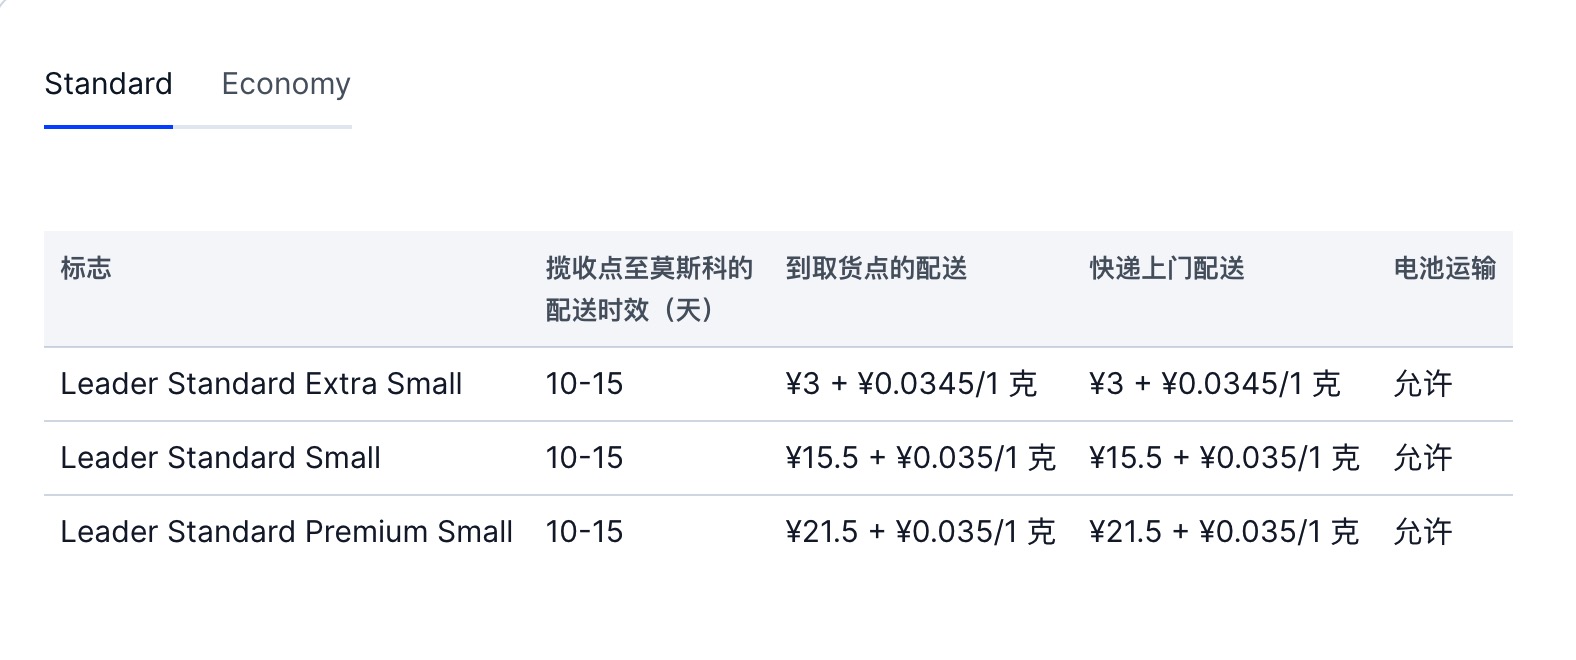 Standard Economy
标志 揽收点至莫斯科的 到取货点的配送 快递上门配送 电池运输
配送时效（天）
Leader Standard Extra Small 10-15 ¥3 + ¥0.0345/1 克 ¥3 + ¥0.0345/1 克 允许
Leader Standard Small 10-15 ¥15.5 + ¥0.035/1 克 ¥15.5 + ¥0.035/1 克 允许
Leader Standard Premium Small 10-15 ¥21.5 + ¥0.035/1 克 ¥21.5 + ¥0.035/1 克 允许